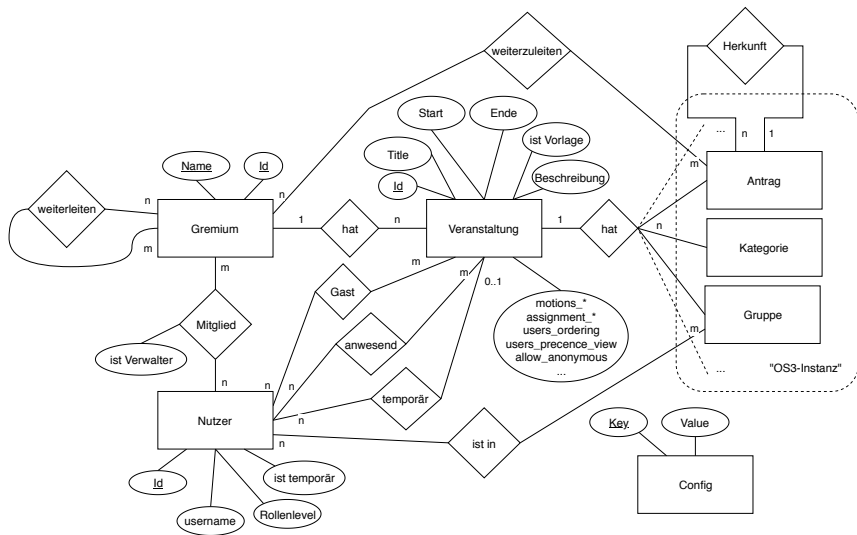 weiterzuleiten
Herkunft
Start
Ende
...
n
1
ist Vorlage
Title
Name
Id
Id
Beschreibung
m
Antrag
weiterleiten
n
n
Gremium
1
hat
n
Veranstaltung
1
hat
n
Kategorie
m
m
Gast
m
m
0..1
motions_*
assignment_*
users_ordering
users_precence_view
allow_anonymous
...
Gruppe
m
Mitglied
anwesend
ist Verwalter
temporär
...
"OS3-Instanz"
n
n
n
n
Nutzer
n
ist in
Key
Value
Id
ist temporär
username
Rollenlevel
Config